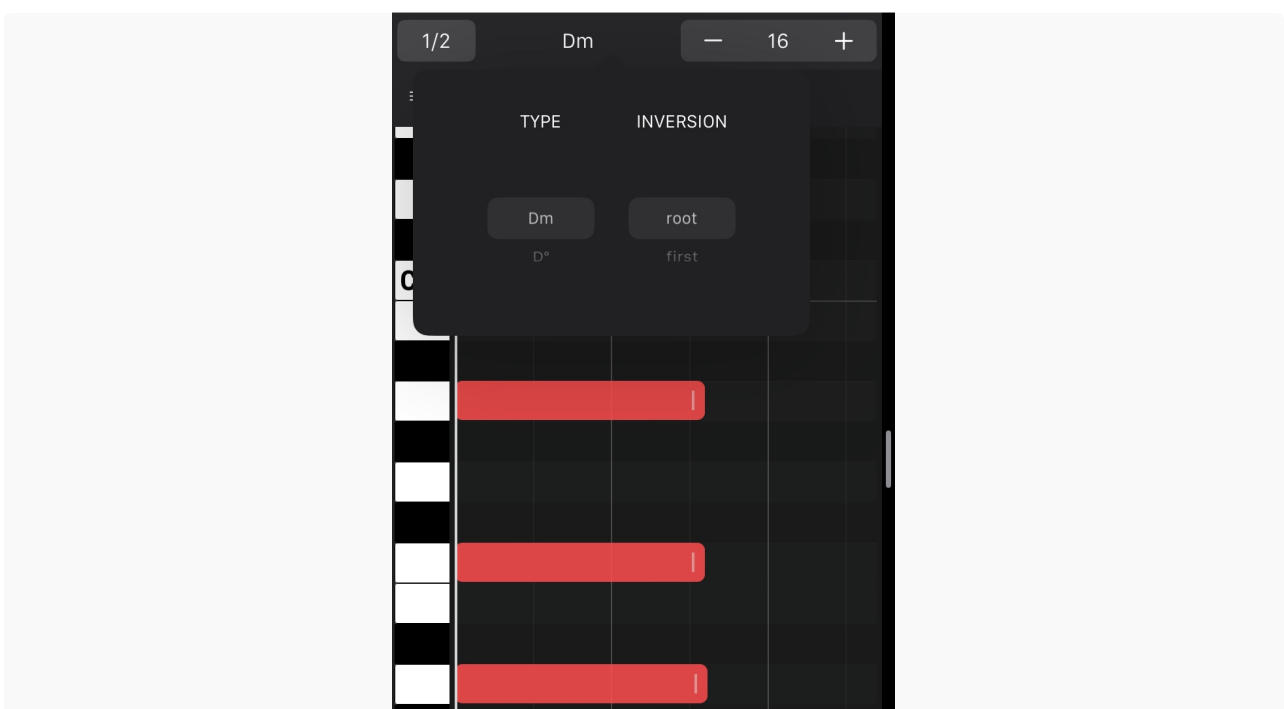 1/2 Dm — 16 +
TYPE INVERSION
Dm root
D° first
C